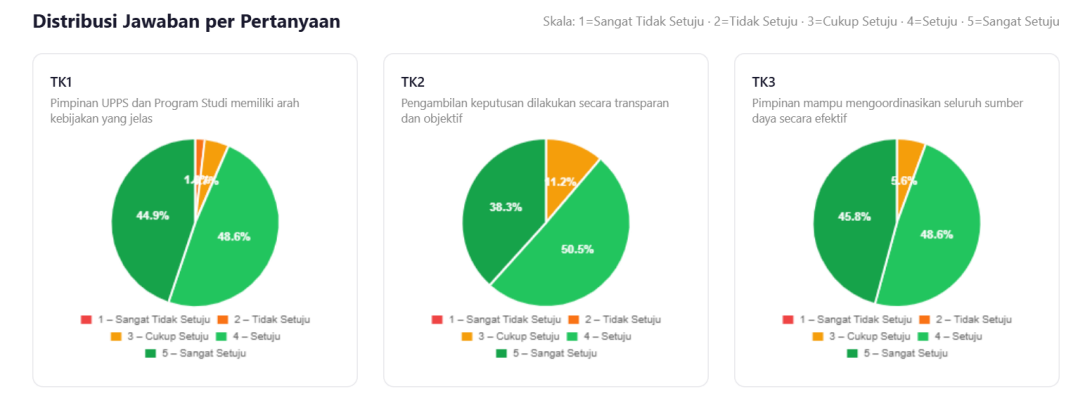 Distribusi Jawaban per Pertanyaan
Skala: 1=Sangat Tidak Setuju · 2=Tidak Setuju · 3=Cukup Setuju · 4=Setuju · 5=Sangat Setuju
TK1
Pimpinan UPPS dan Program Studi memiliki arah
kebijakan yang jelas
44.9%
48.6%
1 – Sangat Tidak Setuju
2 – Tidak Setuju
3 – Cukup Setuju
4 – Setuju
5 – Sangat Setuju
TK2
Pengambilan keputusan dilakukan secara transparan
dan objektif
11.2%
38.3%
50.5%
1 – Sangat Tidak Setuju
2 – Tidak Setuju
3 – Cukup Setuju
4 – Setuju
5 – Sangat Setuju
TK3
Pimpinan mampu mengoordinasikan seluruh sumber
daya secara efektif
5.6%
45.8%
48.6%
1 – Sangat Tidak Setuju
2 – Tidak Setuju
3 – Cukup Setuju
4 – Setuju
5 – Sangat Setuju